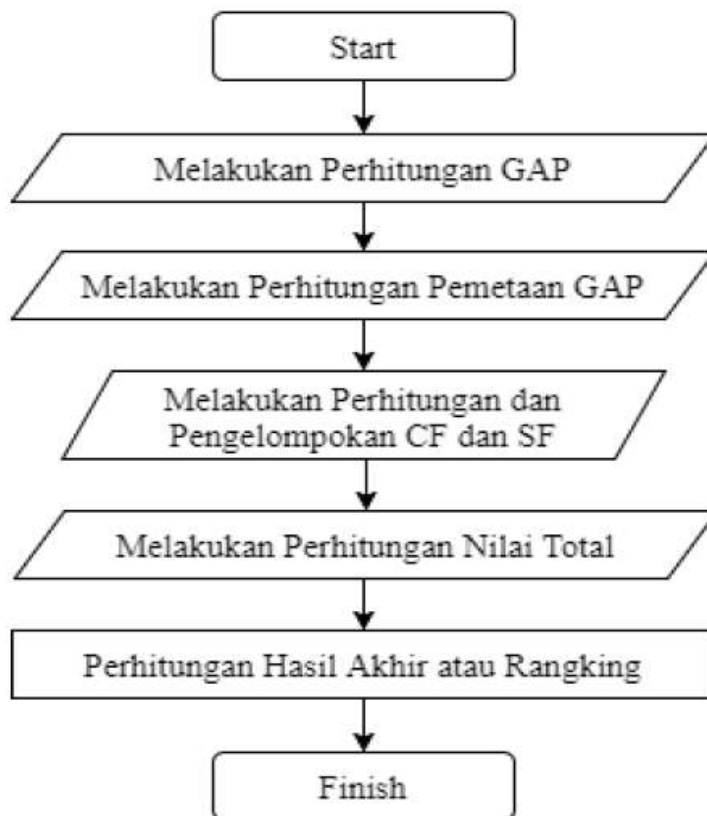 Start
Melakukan Perhitungan GAP
Melakukan Perhitungan Pemetaan GAP
Melakukan Perhitungan dan
Pengelompokan CF dan SF
Melakukan Perhitungan Nilai Total
Perhitungan Hasil Akhir atau Rangking
Finish